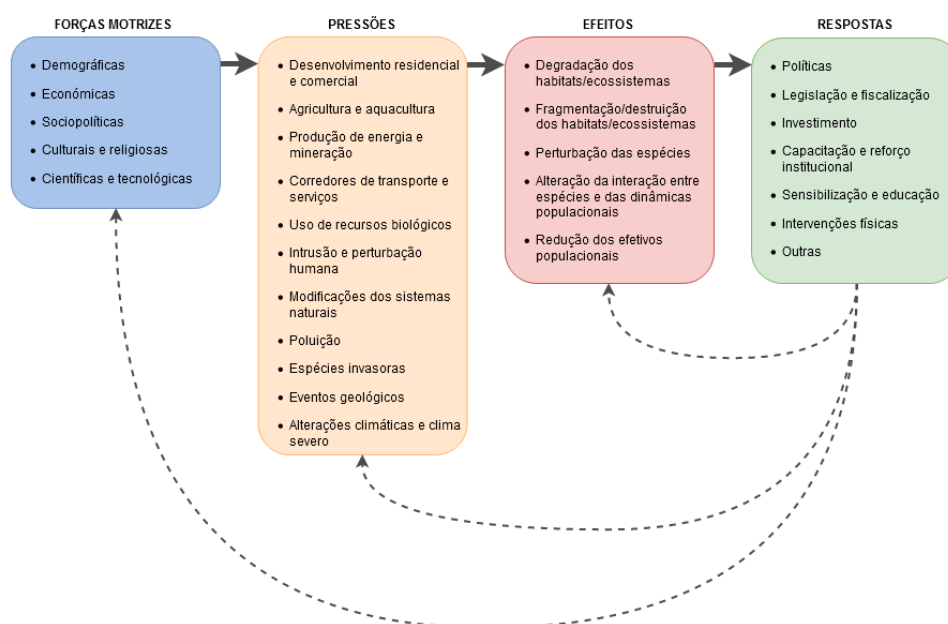 FORÇAS MOTRIZES
Demográficas
Económicas
Sociopolíticas
Culturais e religiosas
Científicas e tecnológicas
PRESSÕES
Desenvolvimento residencial
e comercial
Agricultura e aquacultura
Produção de energia e
mineração
Corredores de transporte e
serviços
Uso de recursos biológicos
Intrusão e perturbação
humana
Modificações dos sistemas
naturais
Poluição
Espécies invasoras
Eventos geológicos
Alterações climáticas e clima
severo
EFEITOS
Degradação dos
habitats/ecossistemas
Fragmentação/destruição
dos habitats/ecossistemas
Perturbação das espécies
Alteração da interação entre
espécies e das dinâmicas
populacionais
Redução dos efetivos
populacionais
RESPOSTAS
Políticas
Legislação e fiscalização
Investimento
Capacitação e reforço
institucional
Sensibilização e educação
Intervenções físicas
Outras